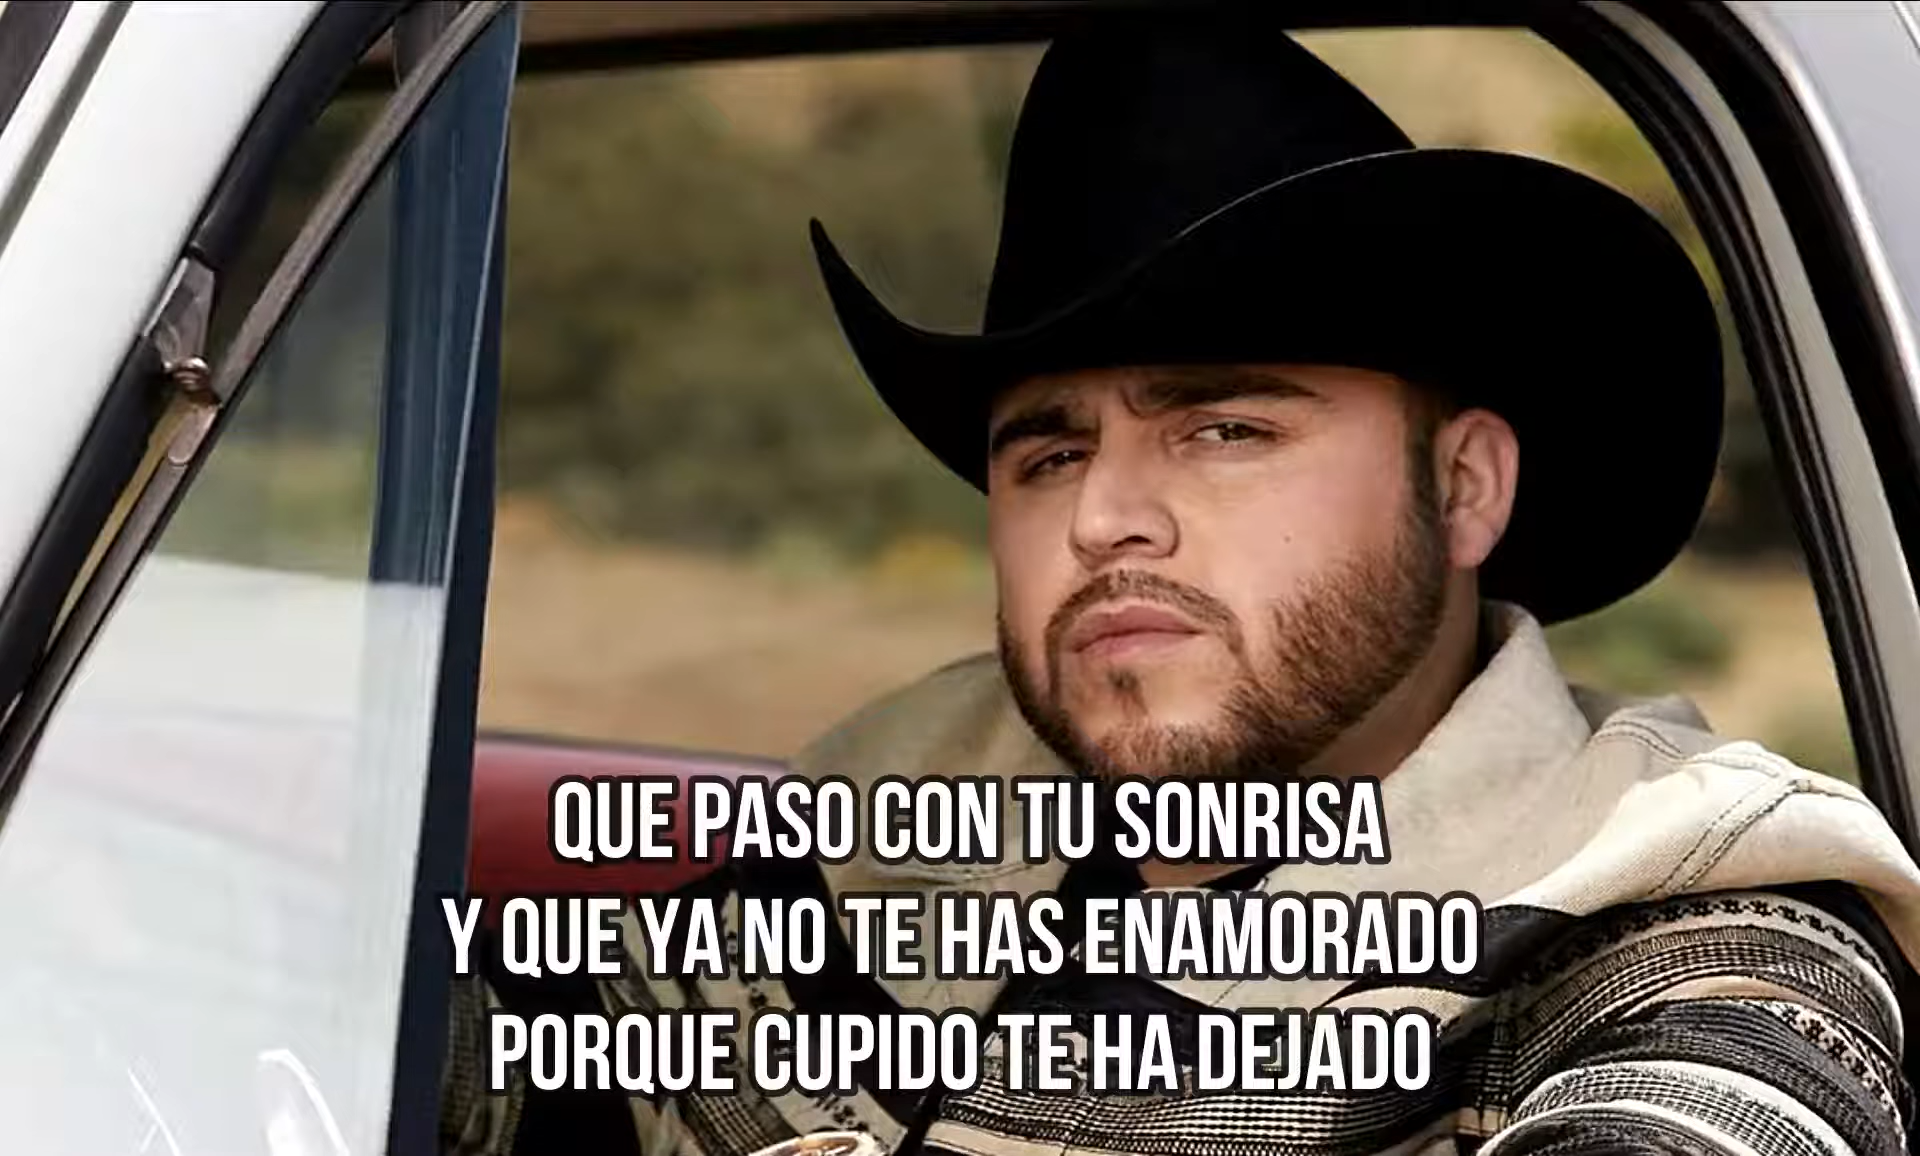 QUE PASO CON TU SONRISA
Y QUE YA NO TE HAS ENAMORADO
PORQUE CUPIDO TE HA DEJADO